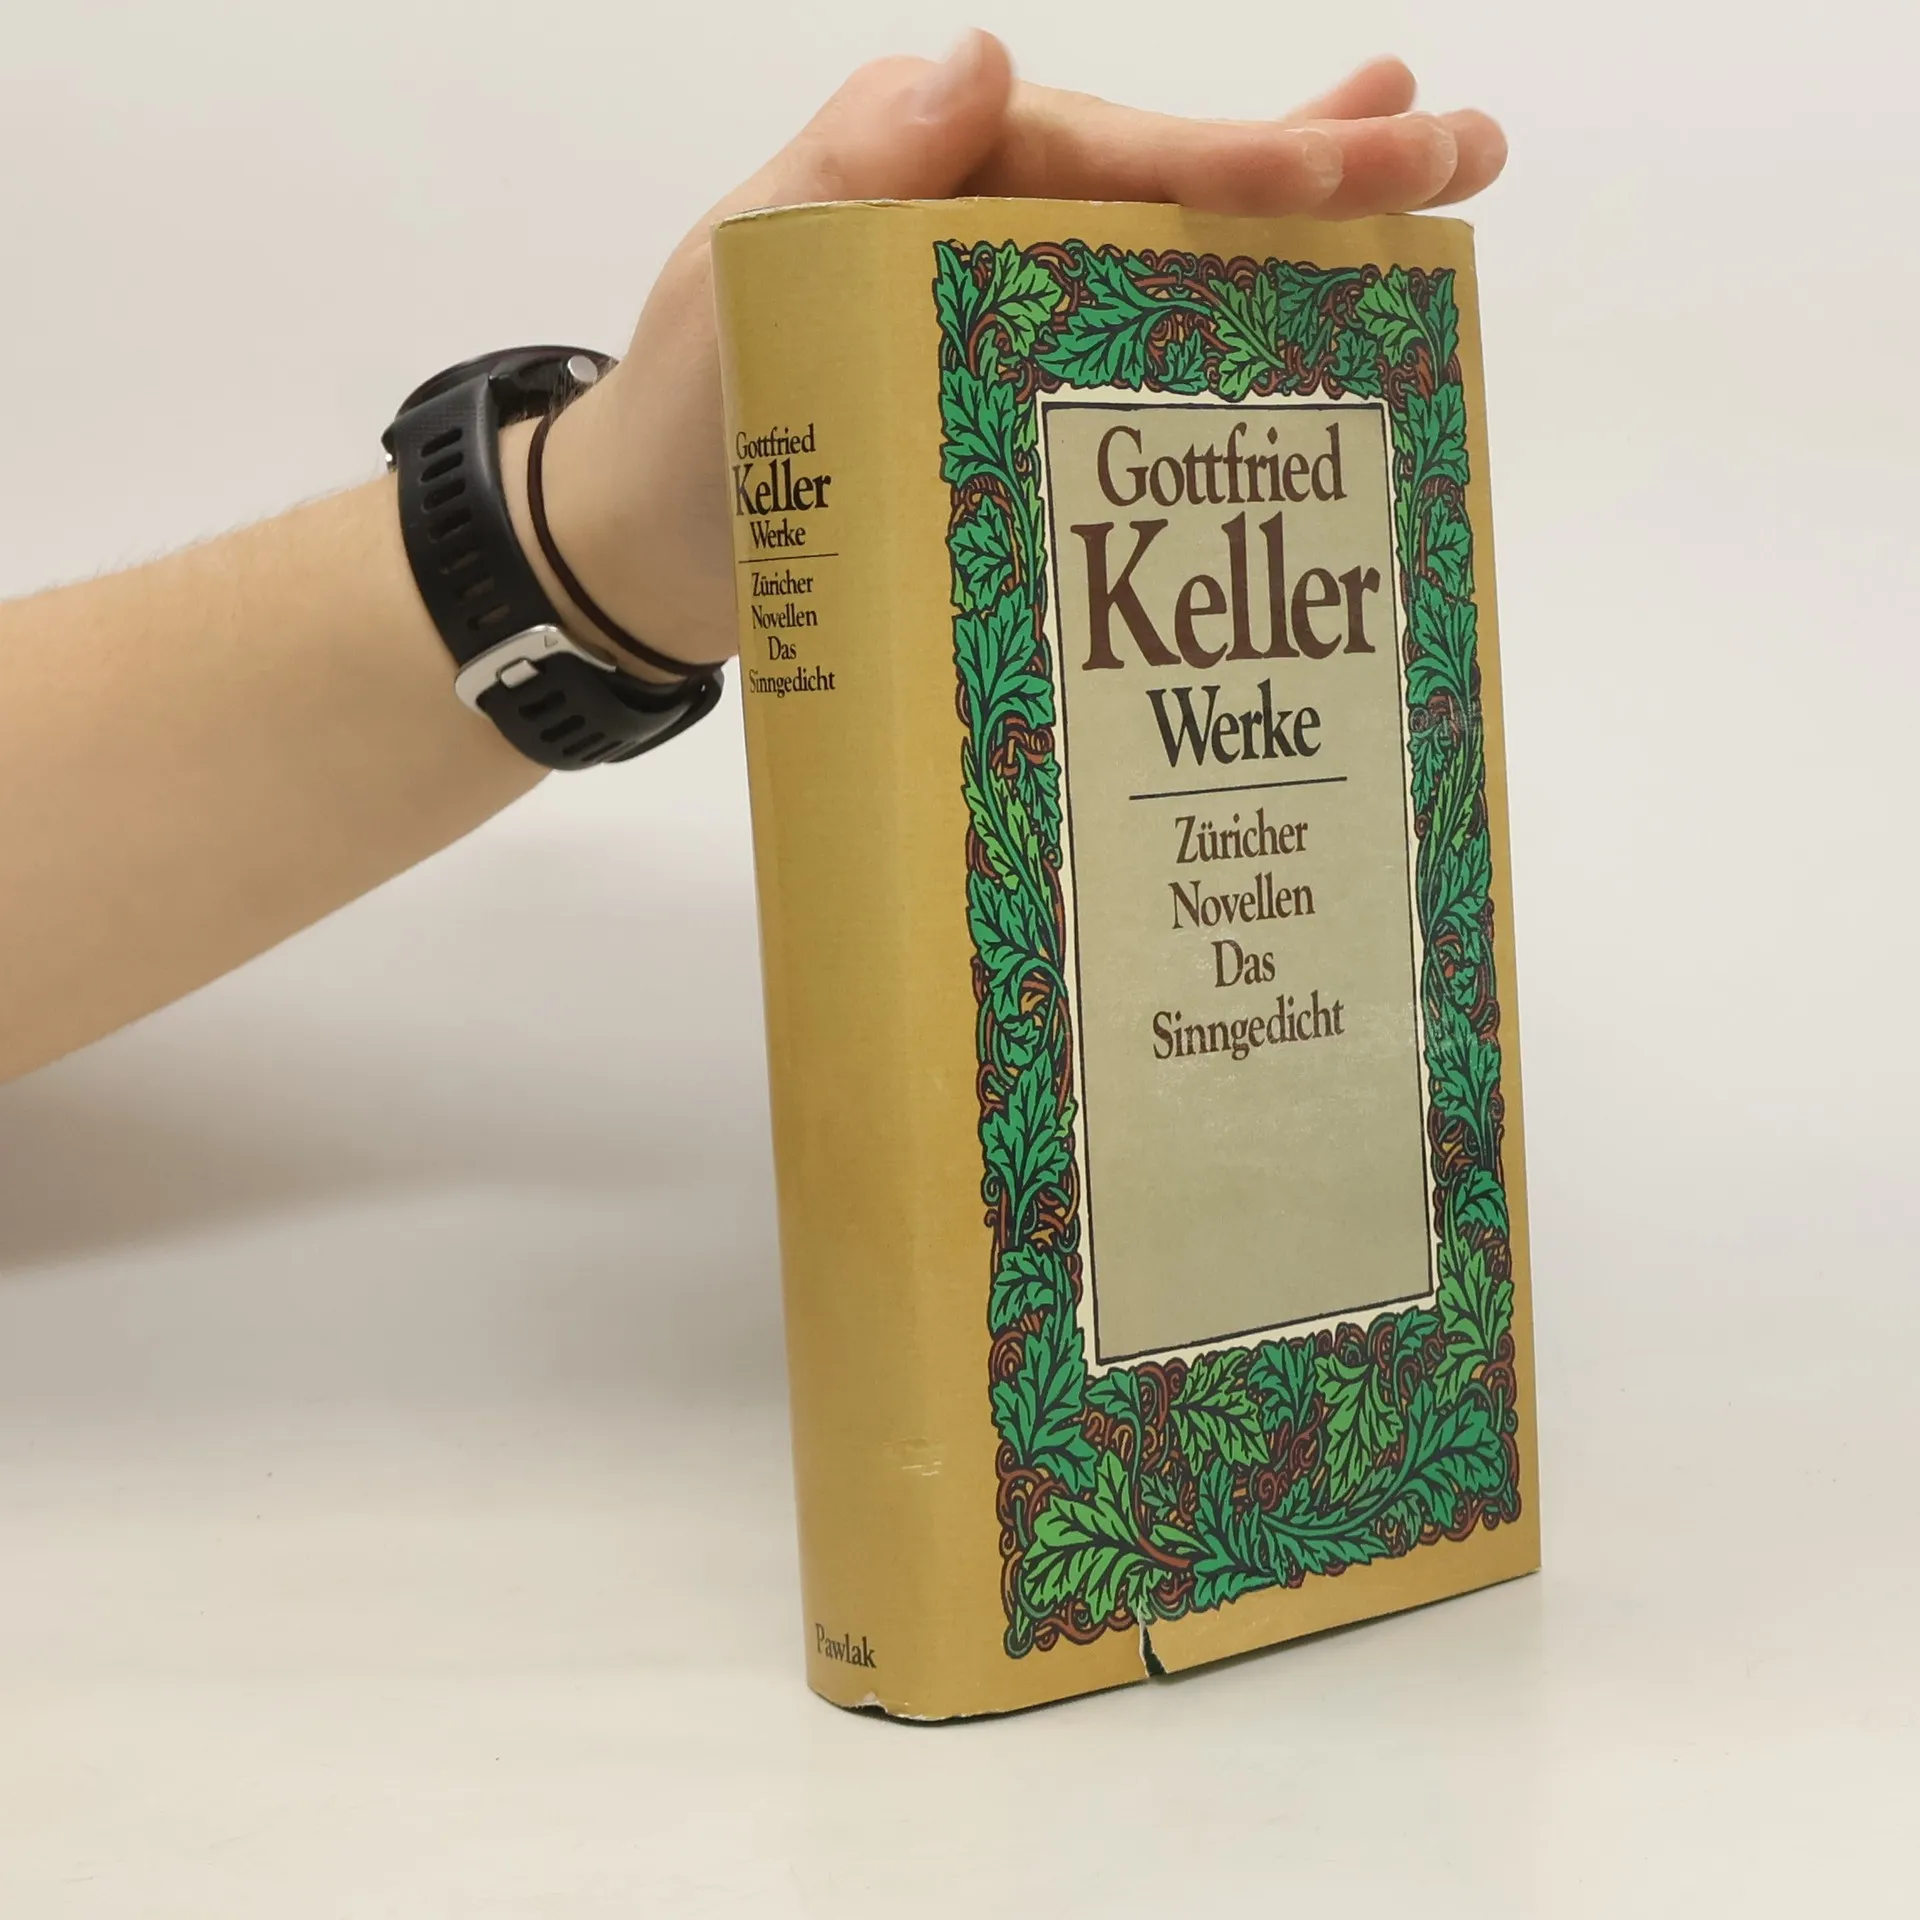 Gottfried
Keller
Werke
Züricher
Novellen
Das
Sinngedicht
Pawlak
Gottfried
Keller
Werke
Züricher
Novellen
Das
Sinngedicht